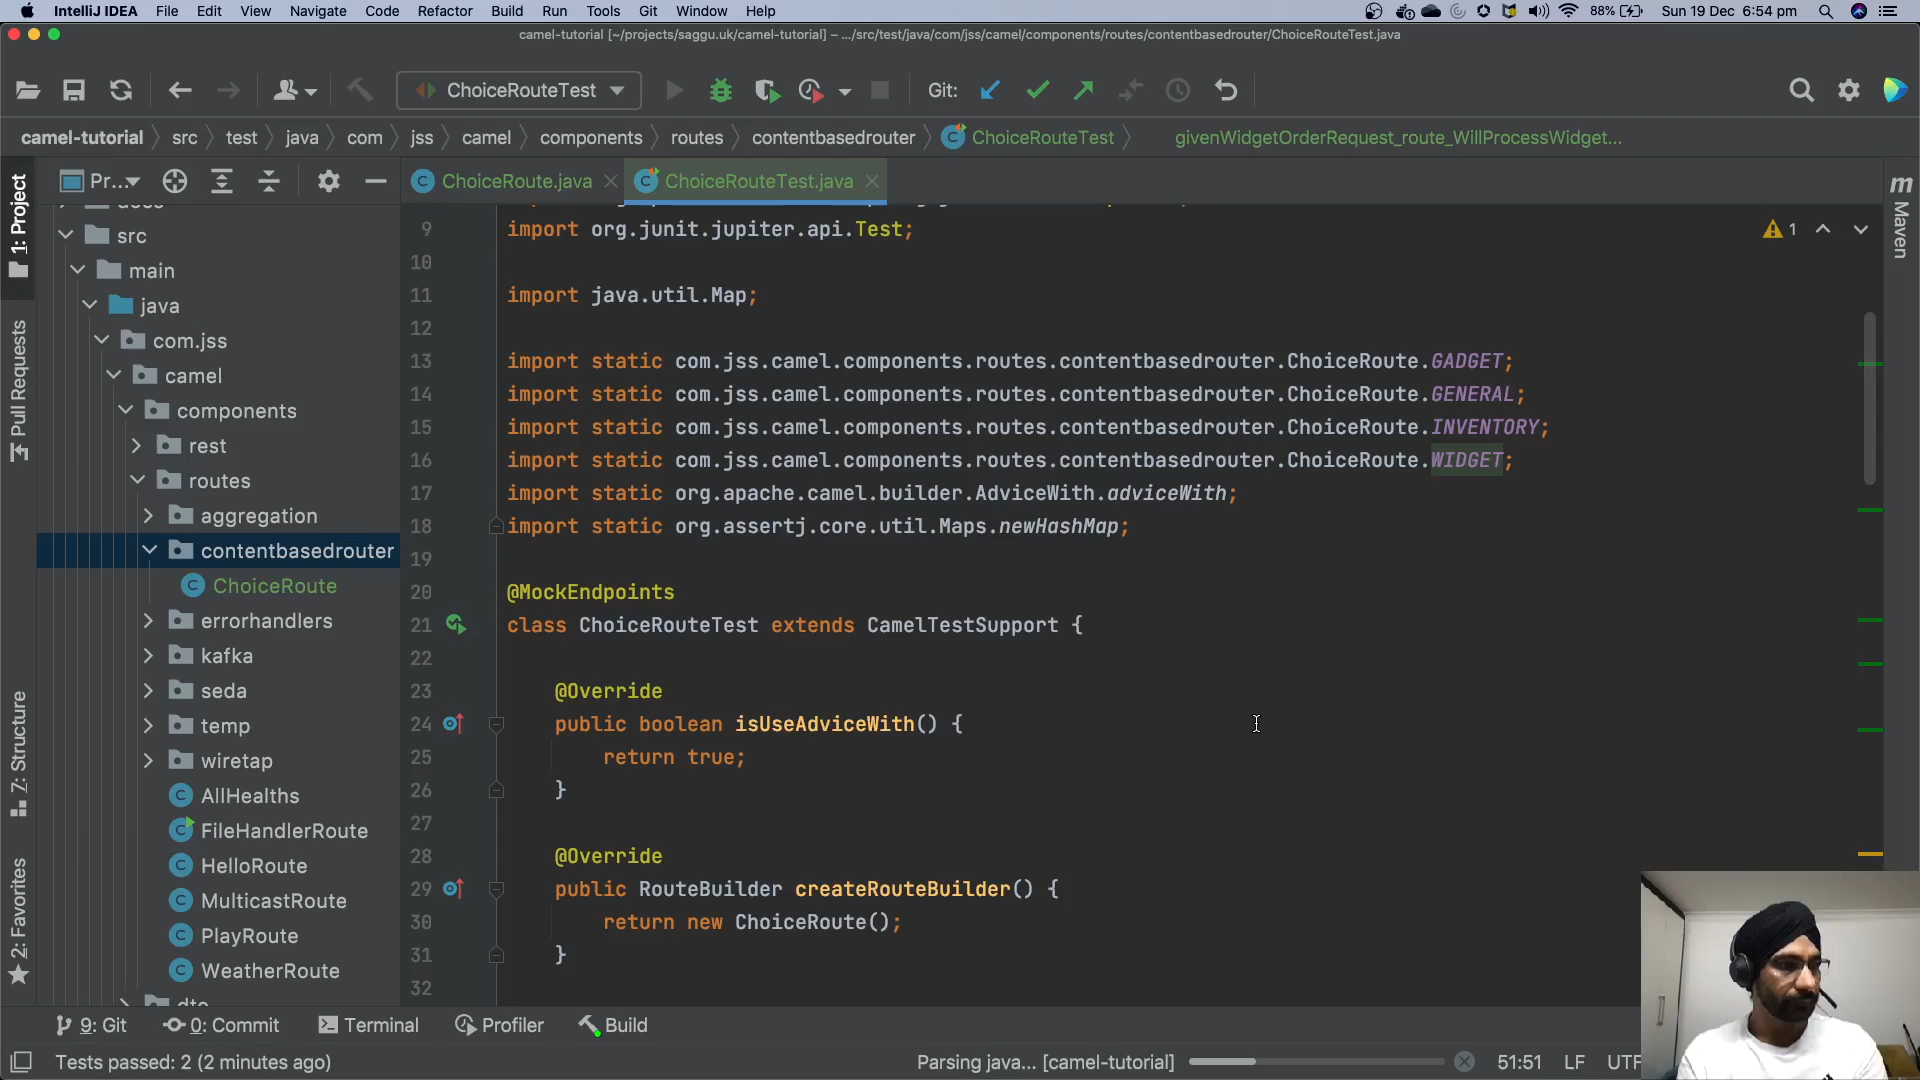 IntelliJ IDEA File Edit View Navigate Code Refactor Build Run Tools Git Window Help 88% Sun 19 Dec 6:54 pm
camel-tutorial [~/projects/saggu.uk/camel-tutorial] – .../src/test/java/com/jss/camel/components/routes/contentbasedrouter/ChoiceRouteTest.java
ChoiceRouteTest Git:
camel-tutorial src test java com jss camel components routes contentbasedrouter ChoiceRouteTest givenWidgetOrderRequest_route_WillProcessWidget...
Pr... ChoiceRoute.java ChoiceRouteTest.java
1: Project
Pull Requests
Z: Structure
2: Favorites
m Maven
src
main
java
com.jss
camel
components
rest
routes
aggregation
contentbasedrouter
ChoiceRoute
errorhandlers
kafka
seda
temp
wiretap
AllHealths
FileHandlerRoute
HelloRoute
MulticastRoute
PlayRoute
WeatherRoute
dto
9 import org.junit.jupiter.api.Test; 1
10
11 import java.util.Map;
12
13 import static com.jss.camel.components.routes.contentbasedrouter.ChoiceRoute.GADGET;
14 import static com.jss.camel.components.routes.contentbasedrouter.ChoiceRoute.GENERAL;
15 import static com.jss.camel.components.routes.contentbasedrouter.ChoiceRoute.INVENTORY;
16 import static com.jss.camel.components.routes.contentbasedrouter.ChoiceRoute.WIDGET;
17 import static org.apache.camel.builder.AdviceWith.adviceWith;
18 import static org.assertj.core.util.Maps.newHashMap;
19
20 @MockEndpoints
21 class ChoiceRouteTest extends CamelTestSupport {
22
23 @Override
24 public boolean isUseAdviceWith() {
25 return true;
26 }
27
28 @Override
29 public RouteBuilder createRouteBuilder() {
30 return new ChoiceRoute();
31 }
32
9: Git 0: Commit Terminal Profiler Build
Tests passed: 2 (2 minutes ago) Parsing java... [camel-tutorial] 51:51 LF UTF